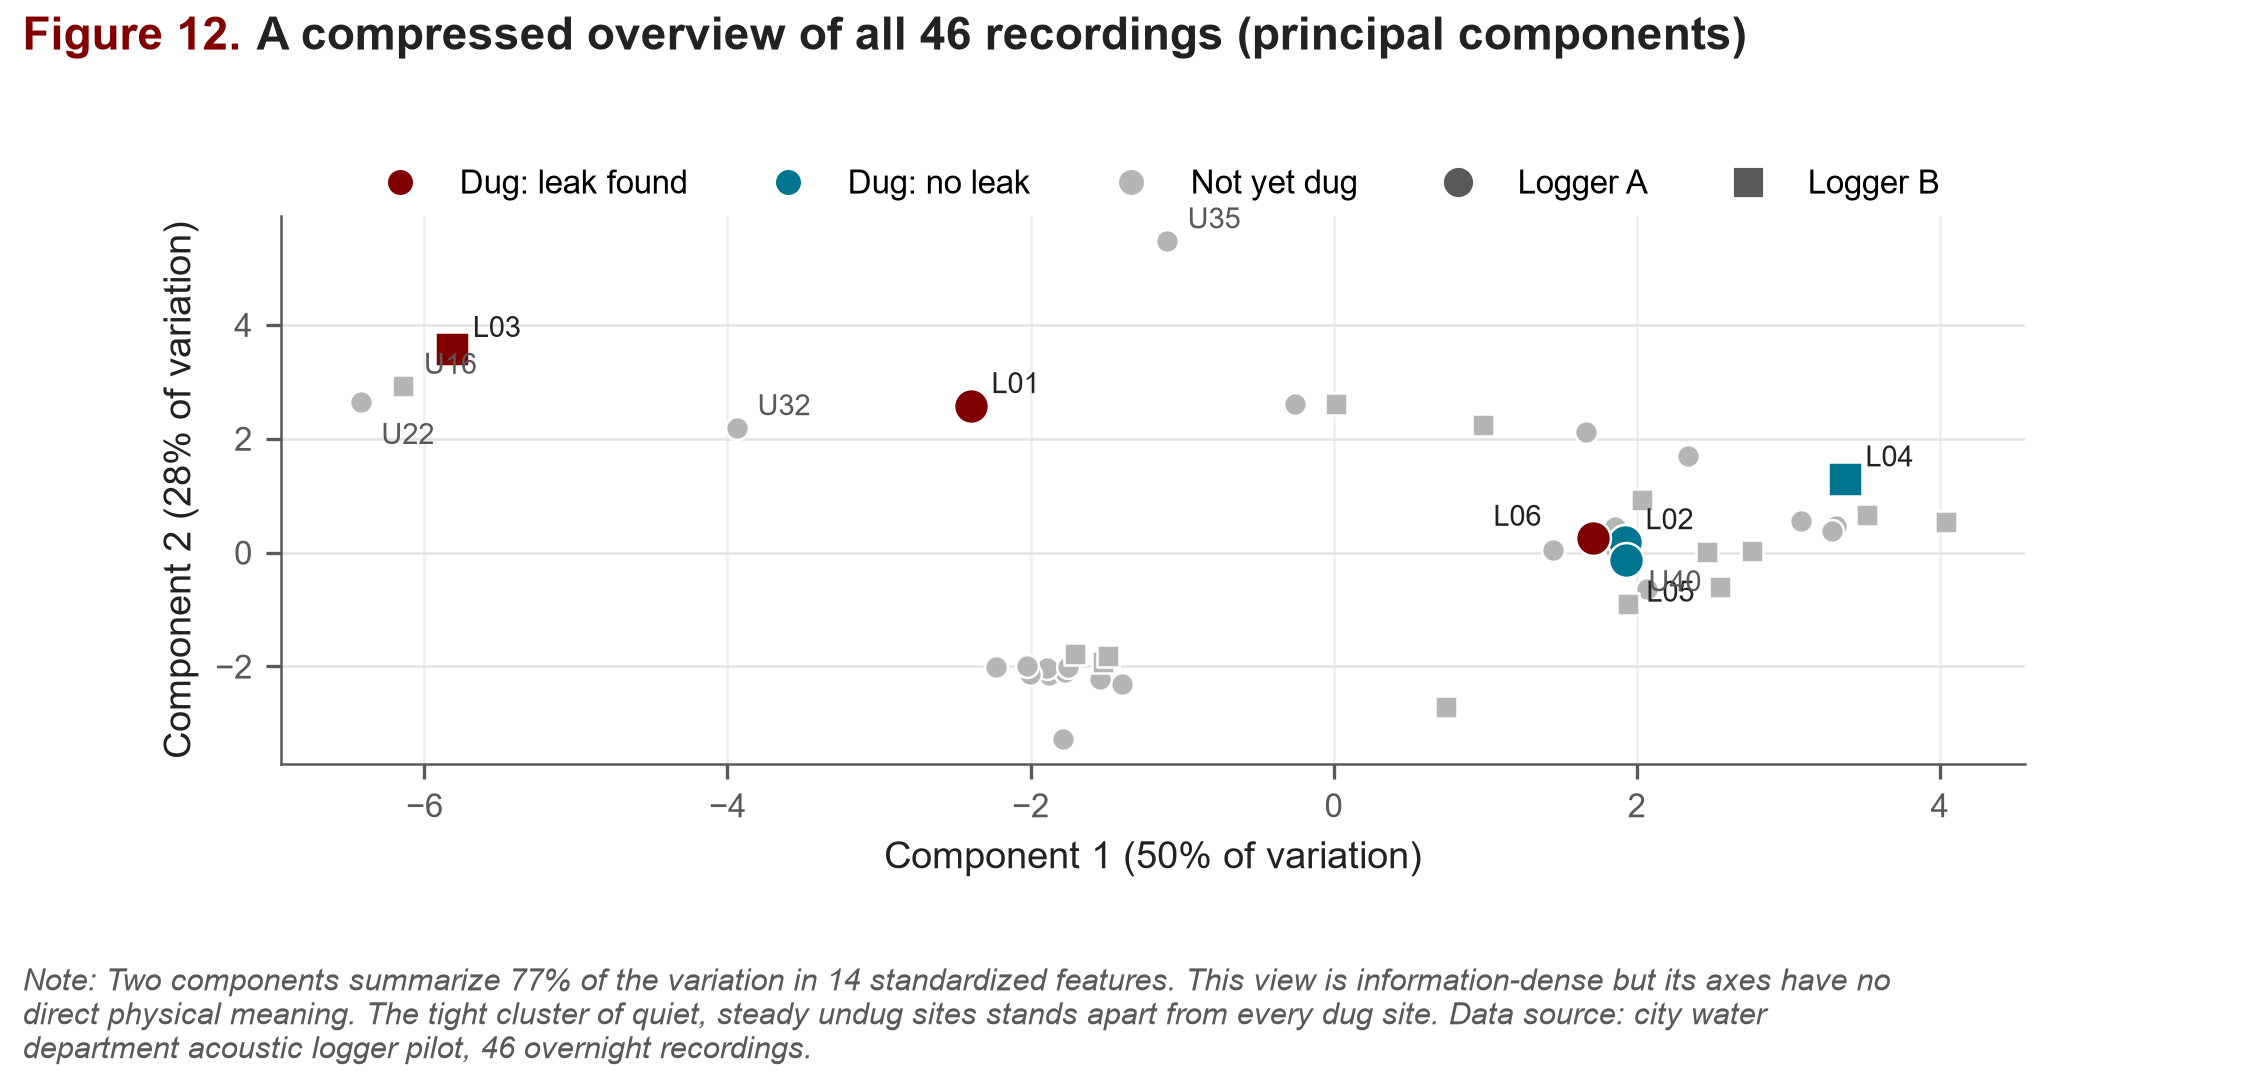 Figure 12. A compressed overview of all 46 recordings (principal components)
Dug: leak found
Dug: no leak
Not yet dug
Logger A
Logger B
U35
L03
U16
U22
U32
L01
L04
L06
L02
U40
L05
4
2
0
−2
Component 2 (28% of variation)
−6
−4
−2
0
2
4
Component 1 (50% of variation)
Note: Two components summarize 77% of the variation in 14 standardized features. This view is information-dense but its axes have no
direct physical meaning. The tight cluster of quiet, steady undug sites stands apart from every dug site. Data source: city water
department acoustic logger pilot, 46 overnight recordings.